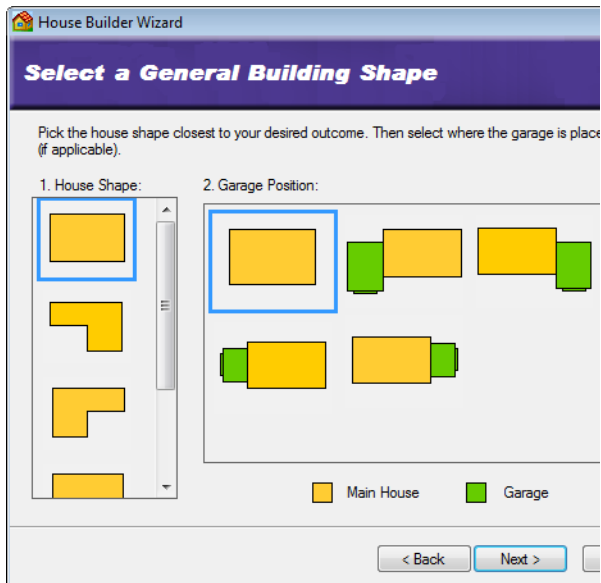 House Builder Wizard
Select a General Building Shape
Pick the house shape closest to your desired outcome. Then select where the garage is place
(if applicable).
1. House Shape:
2. Garage Position:
Main House
Garage
< Back
Next >